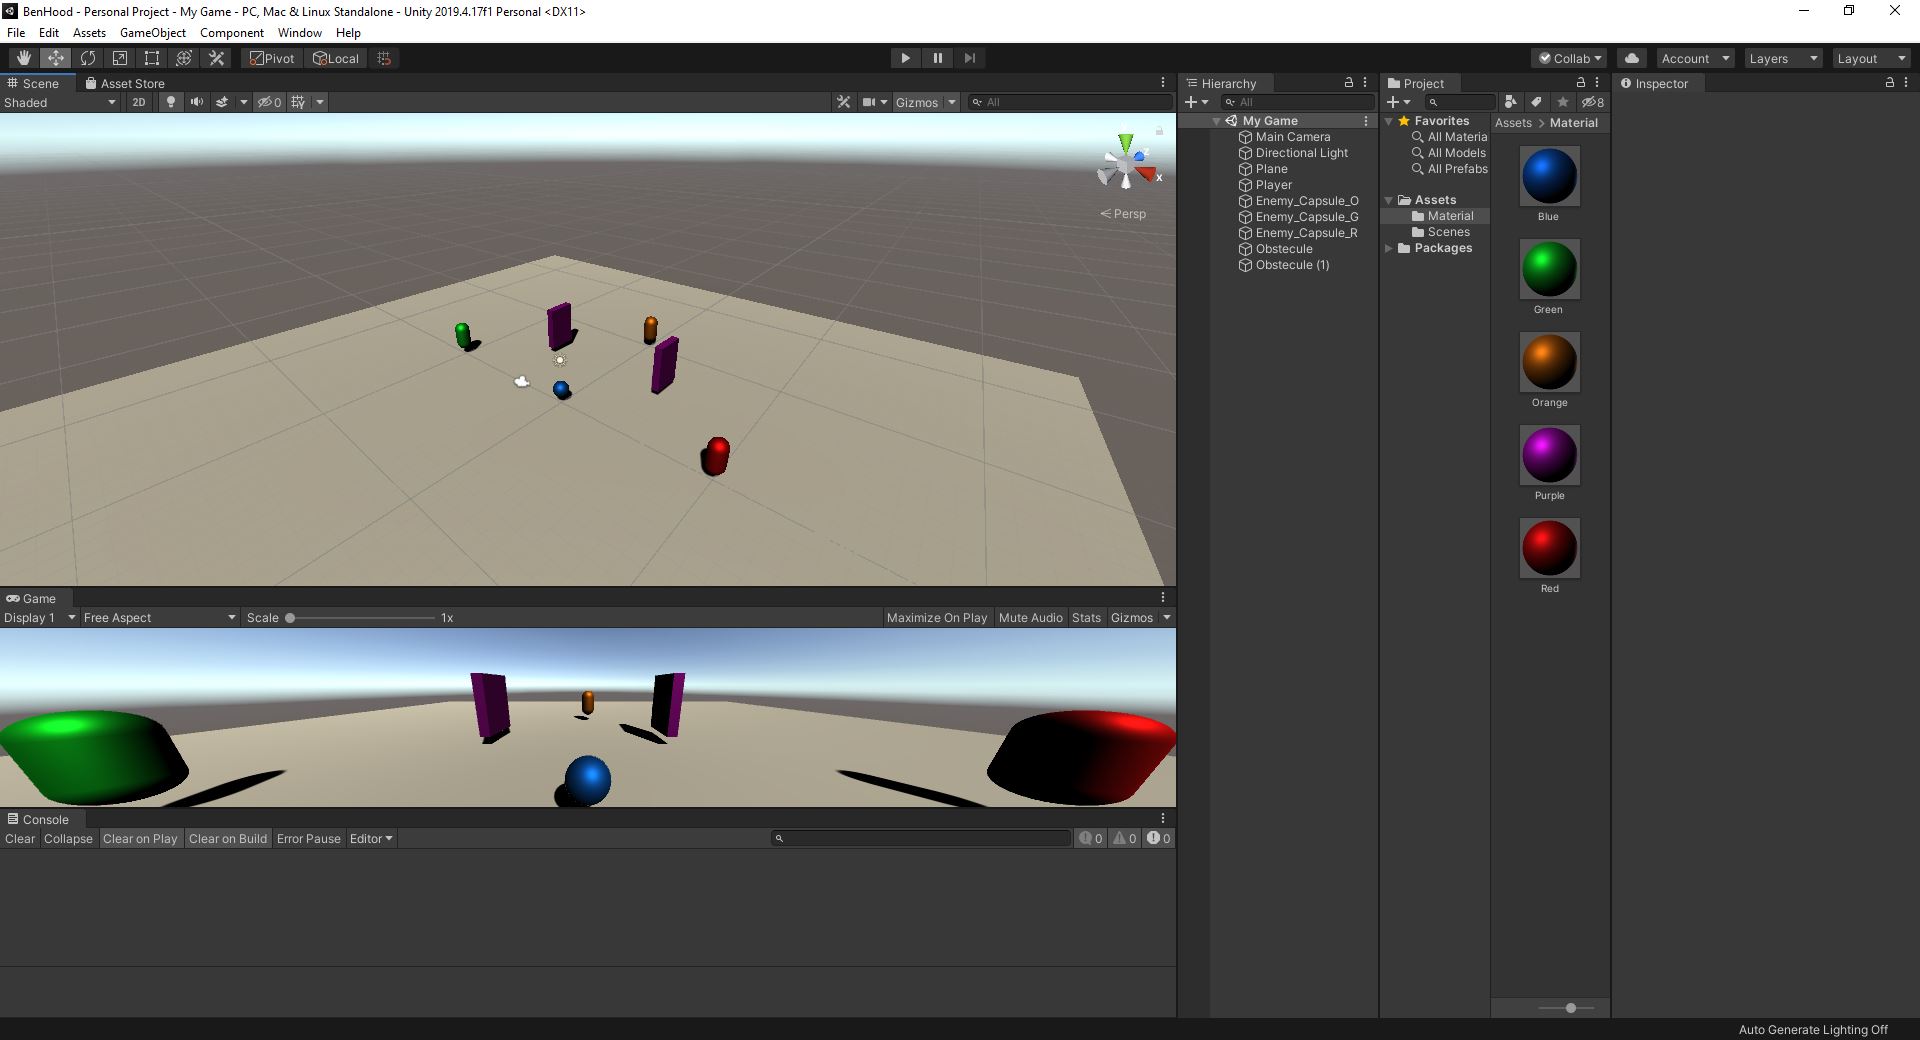 BenHood - Personal Project - My Game - PC, Mac & Linux Standalone - Unity 2019.4.17f1 Personal <DX11>
File Edit Assets GameObject Component Window Help
Pivot Local Collab Account Layers Layout
Scene Asset Store
Shaded 2D 0 Gizmos All
x
Persp
Game
Display 1 Free Aspect Scale 1x Maximize On Play Mute Audio Stats Gizmos
Console
Clear Collapse Clear on Play Clear on Build Error Pause Editor 0 0 0
Hierarchy
All
My Game
Main Camera
Directional Light
Plane
Player
Enemy_Capsule_O
Enemy_Capsule_G
Enemy_Capsule_R
Obstecule
Obstecule (1)
Project
8
Favorites
All Materia
All Models
All Prefabs
Assets
Material
Scenes
Packages
Assets > Material
Blue
Green
Orange
Purple
Red
Inspector
Auto Generate Lighting Off